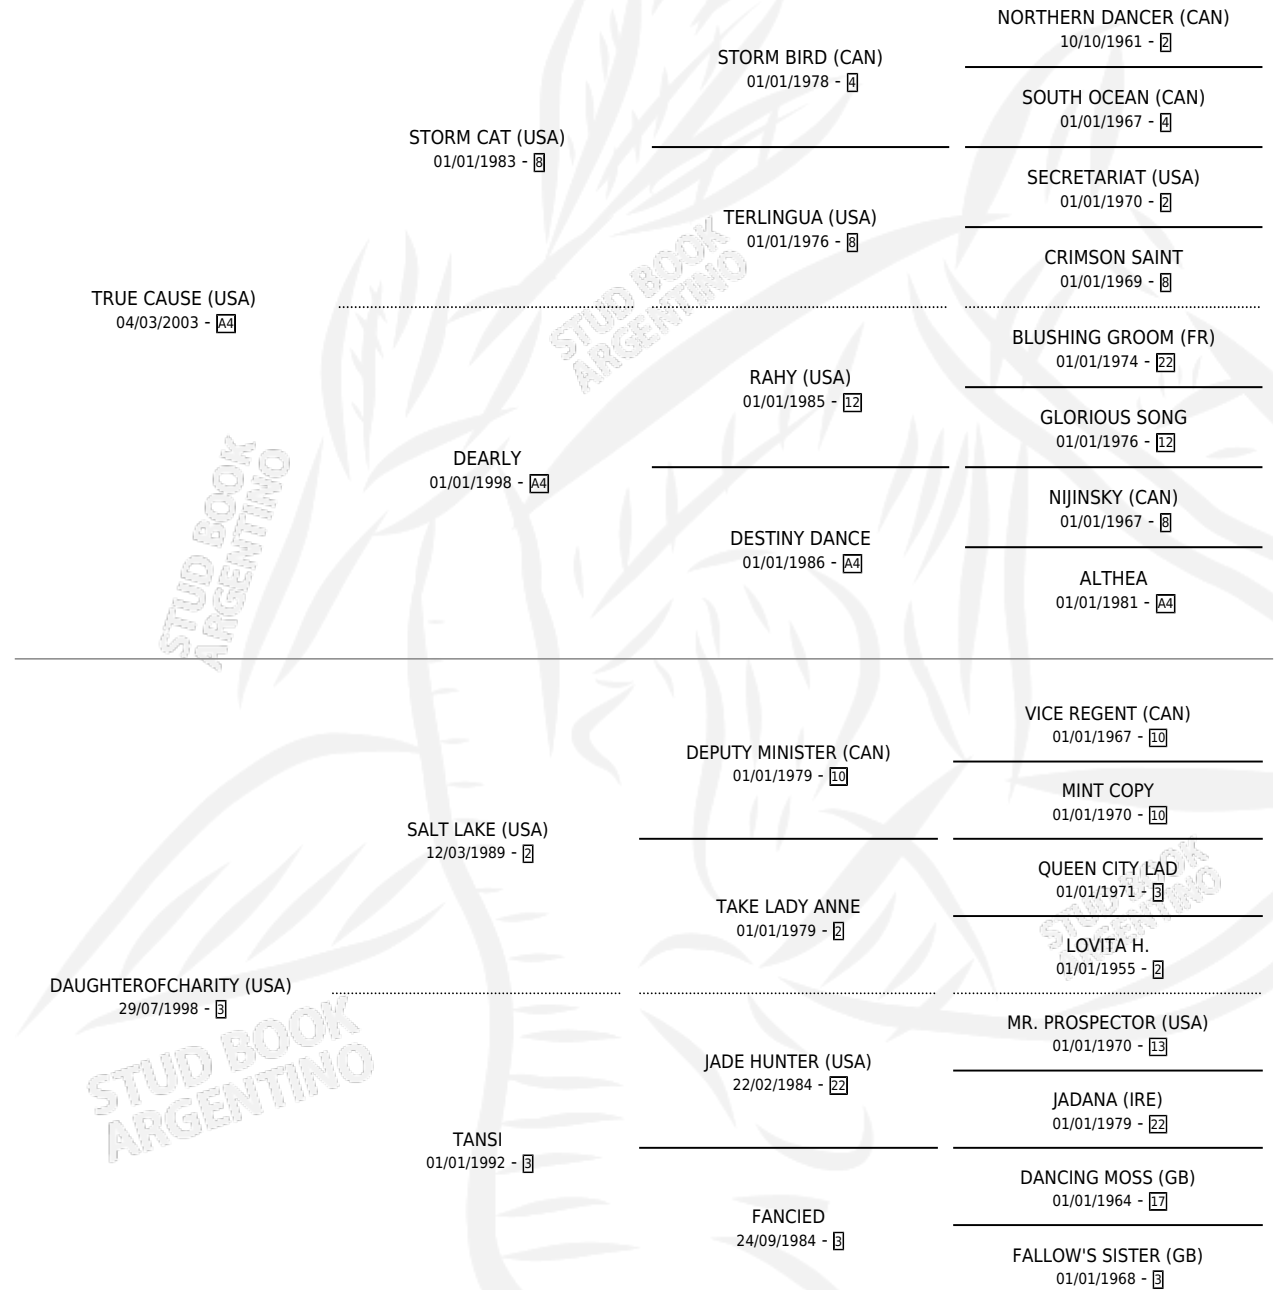 NORTHERN DANCER (CAN)
10/10/1961 - 2
STORM BIRD (CAN)
01/01/1978 - 4
SOUTH OCEAN (CAN)
01/01/1967 - 4
STORM CAT (USA)
01/01/1983 - 8
SECRETARIAT (USA)
01/01/1970 - 2
TERLINGUA (USA)
01/01/1976 - 8
CRIMSON SAINT
01/01/1969 - 8
TRUE CAUSE (USA)
04/03/2003 - A4
BLUSHING GROOM (FR)
01/01/1974 - 22
RAHY (USA)
01/01/1985 - 12
GLORIOUS SONG
01/01/1976 - 12
DEARLY
01/01/1998 - A4
NIJINSKY (CAN)
01/01/1967 - 8
DESTINY DANCE
01/01/1986 - A4
ALTHEA
01/01/1981 - A4
VICE REGENT (CAN)
01/01/1967 - 10
DEPUTY MINISTER (CAN)
01/01/1979 - 10
MINT COPY
01/01/1970 - 10
SALT LAKE (USA)
12/03/1989 - 2
QUEEN CITY LAD
01/01/1971 - 3
TAKE LADY ANNE
01/01/1979 - 2
LOVITA H.
01/01/1955 - 2
DAUGHTEROFCHARITY (USA)
29/07/1998 - 3
MR. PROSPECTOR (USA)
01/01/1970 - 13
JADE HUNTER (USA)
22/02/1984 - 22
JADANA (IRE)
01/01/1979 - 22
TANSI
01/01/1992 - 3
DANCING MOSS (GB)
01/01/1964 - 17
FANCIED
24/09/1984 - 3
FALLOW'S SISTER (GB)
01/01/1968 - 3
STUD BOOK
ARGENTINO
STUD BOOK
ARGENTINO
STUD BOOK
ARGENTINO
STUD BOOK
ARGENTINO